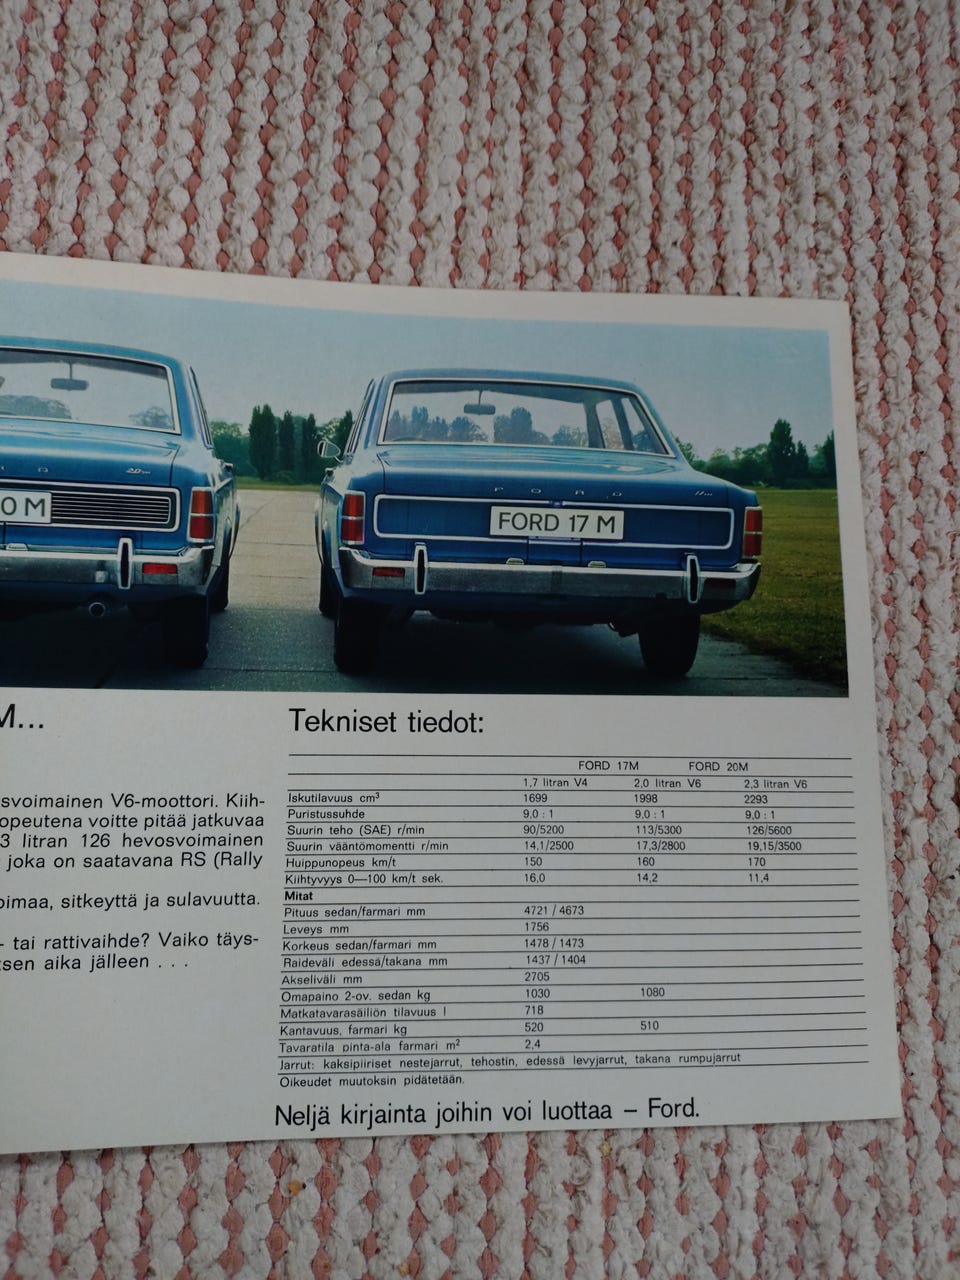 FORD
20m
0 M
FORD
17m
FORD 17 M
M...
svoimainen V6-moottori. Kiih-
opeutena voitte pitää jatkuvaa
3 litran 126 hevosvoimainen
joka on saatavana RS (Rally
oimaa, sitkeyttä ja sulavuutta.
- tai rattivaihde? Vaiko täys-
sen aika jälleen . . .
Tekniset tiedot:
FORD 17M FORD 20M
1,7 litran V4 2,0 litran V6 2,3 litran V6
Iskutilavuus cm³ 1699 1998 2293
Puristussuhde 9,0 : 1 9,0 : 1 9,0 : 1
Suurin teho (SAE) r/min 90/5200 113/5300 126/5600
Suurin vääntömomentti r/min 14,1/2500 17,3/2800 19,15/3500
Huippunopeus km/t 150 160 170
Kiihtyvyys 0—100 km/t sek. 16,0 14,2 11,4
Mitat
Pituus sedan/farmari mm 4721 / 4673
Leveys mm 1756
Korkeus sedan/farmari mm 1478 / 1473
Raideväli edessä/takana mm 1437 / 1404
Akseliväli mm 2705
Omapaino 2-ov. sedan kg 1030 1080
Matkatavarasäiliön tilavuus l 718
Kantavuus, farmari kg 520 510
Tavaratila pinta-ala farmari m² 2,4
Jarrut: kaksipiiriset nestejarrut, tehostin, edessä levyjarrut, takana rumpujarrut
Oikeudet muutoksin pidätetään.
Neljä kirjainta joihin voi luottaa – Ford.